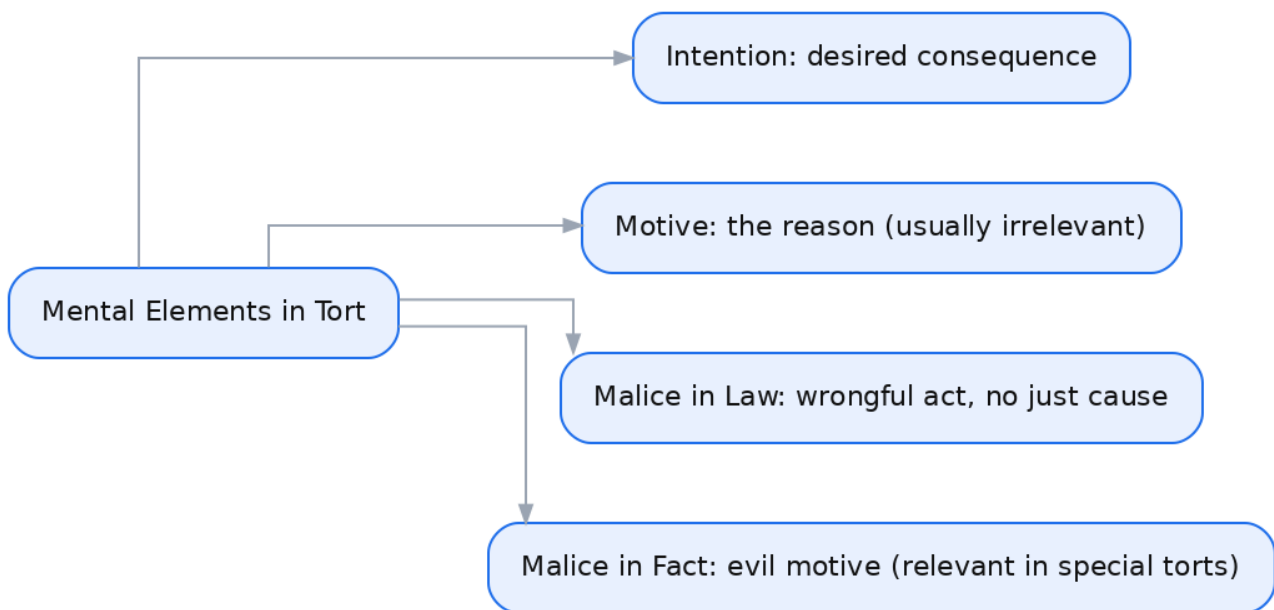 Intention: desired consequence
Motive: the reason (usually irrelevant)
Mental Elements in Tort
Malice in Law: wrongful act, no just cause
Malice in Fact: evil motive (relevant in special torts)